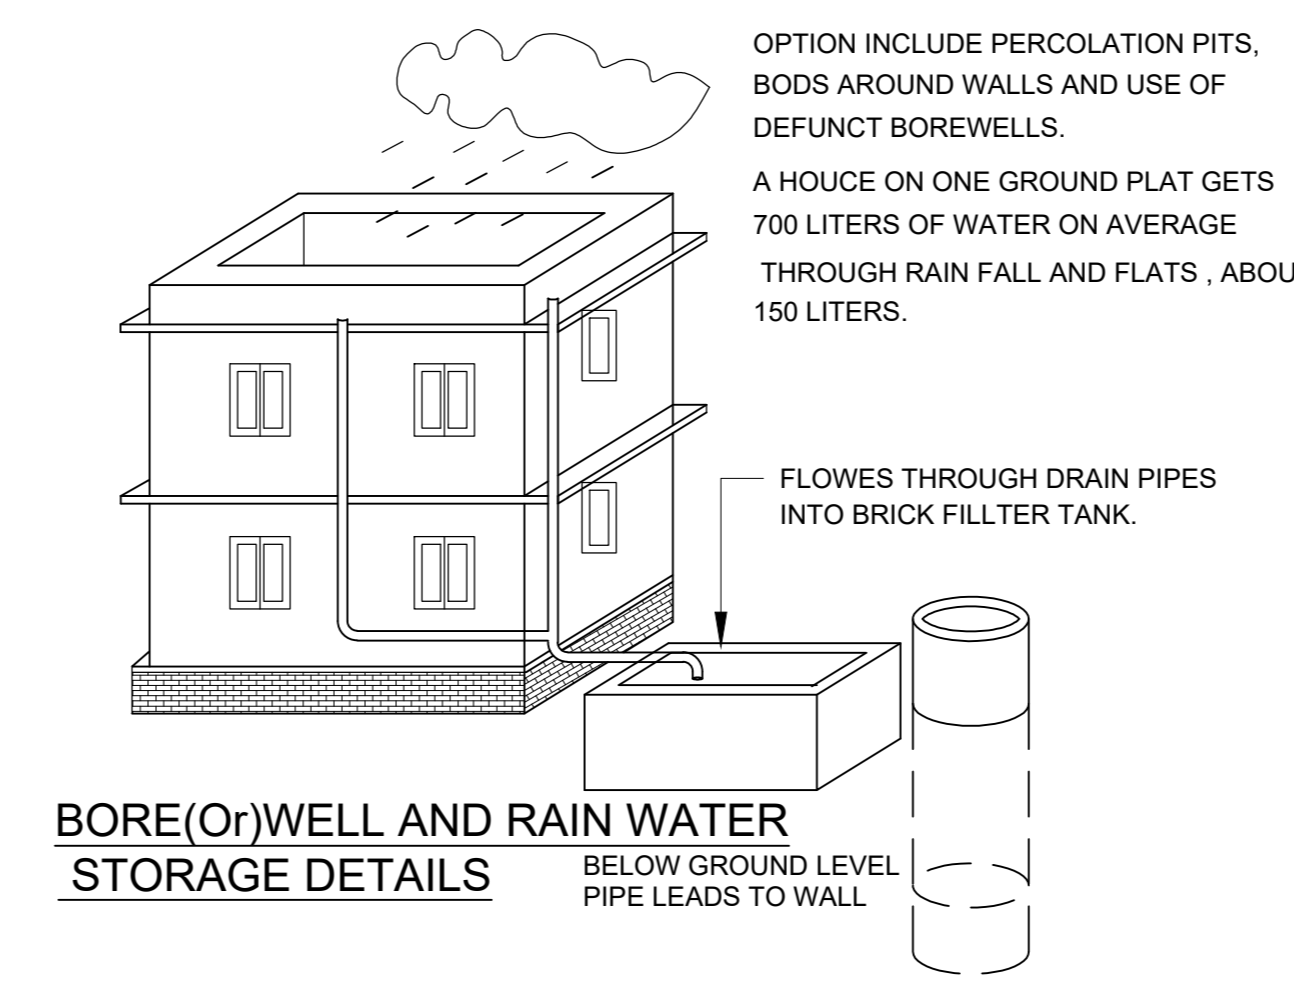 OPTION INCLUDE PERCOLATION PITS,
BODS AROUND WALLS AND USE OF
DEFUNCT BOREWELLS.
A HOUCE ON ONE GROUND PLAT GETS
700 LITERS OF WATER ON AVERAGE
THROUGH RAIN FALL AND FLATS , ABOU
150 LITERS.
FLOWES THROUGH DRAIN PIPES
INTO BRICK FILLTER TANK.
BORE(Or)WELL AND RAIN WATER
STORAGE DETAILS
BELOW GROUND LEVEL
PIPE LEADS TO WALL